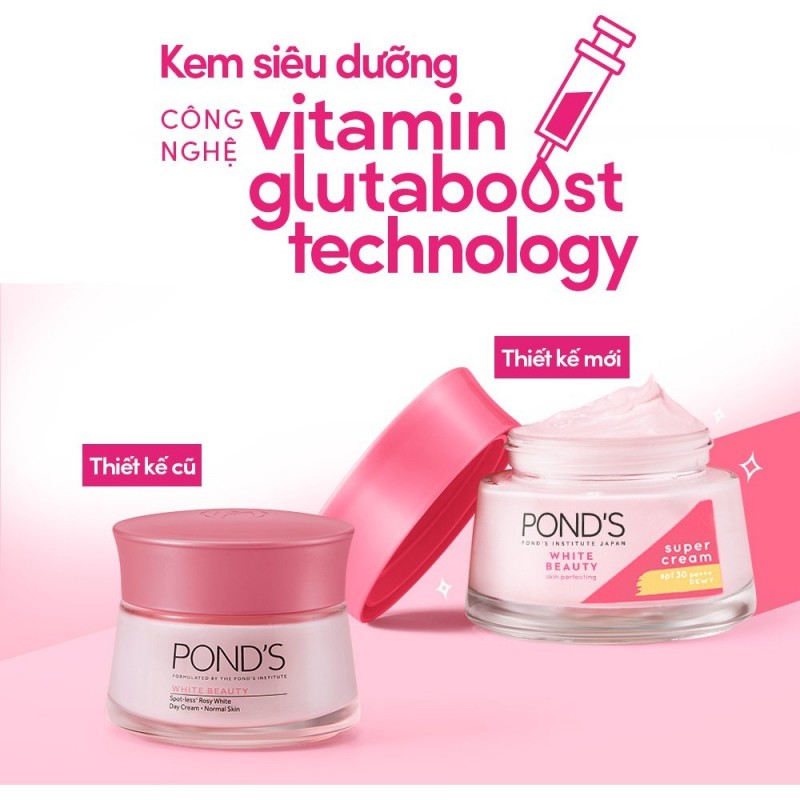 Kem siêu dưỡng
CÔNG NGHỆ
vitamin
glutaboost
technology
Thiết kế mới
Thiết kế cũ
POND'S
POND'S INSTITUTE JAPAN
WHITE
BEAUTY
skin perfecting
super
cream
spf 30 pa+++
DEWY
POND'S
FORMULATED BY THE POND'S INSTITUTE
WHITE BEAUTY
Spot-less® Rosy White
Day Cream • Normal Skin